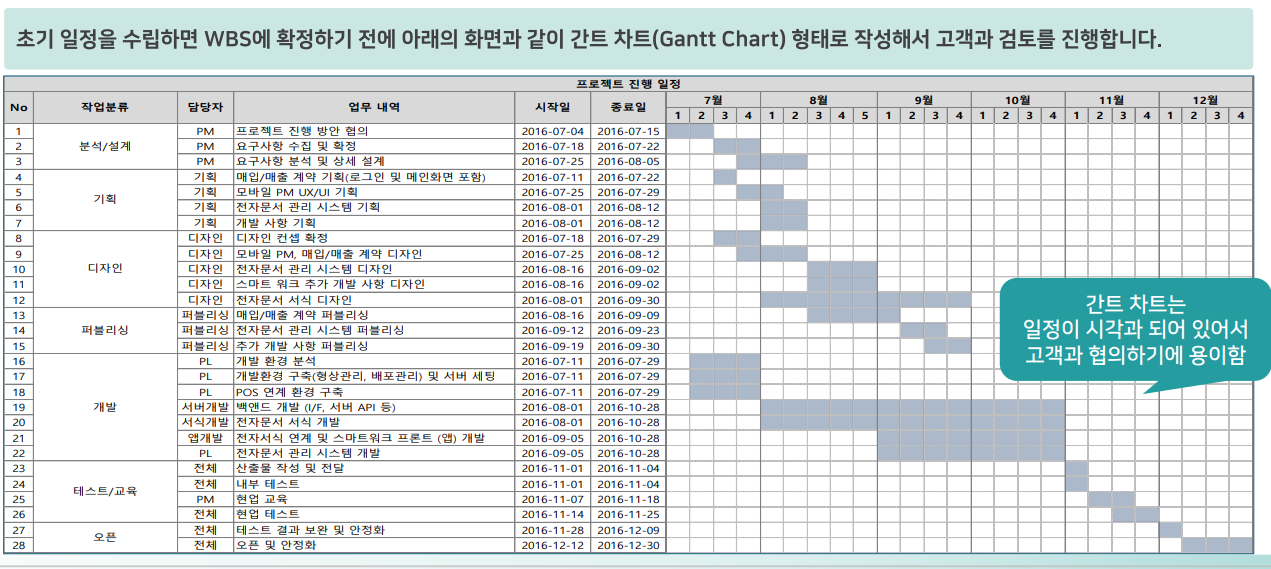 초기 일정을 수립하면 WBS에 확정하기 전에 아래의 화면과 같이 간트 차트(Gantt Chart) 형태로 작성해서 고객과 검토를 진행합니다.
프로젝트 진행 일정
No 작업분류 담당자 업무 내역 시작일 종료일 7월 8월 9월 10월 11월 12월
1 2 3 4 1 2 3 4 5 1 2 3 4 1 2 3 4 1 2 3 4 1 2 3 4
1 분석/설계 PM 프로젝트 진행 방안 협의 2016-07-04 2016-07-15
2 PM 요구사항 수집 및 확정 2016-07-18 2016-07-22
3 PM 요구사항 분석 및 상세 설계 2016-07-25 2016-08-05
4 기획 기획 매입/매출 계약 기획(로그인 및 메인화면 포함) 2016-07-11 2016-07-22
5 기획 모바일 PM UX/UI 기획 2016-07-25 2016-07-29
6 기획 전자문서 관리 시스템 기획 2016-08-01 2016-08-12
7 기획 개발 사항 기획 2016-08-01 2016-08-12
8 디자인 디자인 디자인 컨셉 확정 2016-07-18 2016-07-29
9 디자인 모바일 PM, 매입/매출 계약 디자인 2016-07-25 2016-08-12
10 디자인 전자문서 관리 시스템 디자인 2016-08-16 2016-09-02
11 디자인 스마트 워크 추가 개발 사항 디자인 2016-08-16 2016-09-02
12 디자인 전자문서 서식 디자인 2016-08-01 2016-09-30
13 퍼블리싱 퍼블리싱 매입/매출 계약 퍼블리싱 2016-08-16 2016-09-09
14 퍼블리싱 전자문서 관리 시스템 퍼블리싱 2016-09-12 2016-09-23
15 퍼블리싱 추가 개발 사항 퍼블리싱 2016-09-19 2016-09-30
16 개발 PL 개발 환경 분석 2016-07-11 2016-07-29
17 PL 개발환경 구축(형상관리, 배포관리) 및 서버 세팅 2016-07-11 2016-07-29
18 PL POS 연계 환경 구축 2016-07-11 2016-07-29
19 서버개발 백앤드 개발 (I/F, 서버 API 등) 2016-08-01 2016-10-28
20 서식개발 전자문서 서식 개발 2016-08-01 2016-10-28
21 앱개발 전자서식 연계 및 스마트워크 프론트 (앱) 개발 2016-09-05 2016-10-28
22 PL 전자문서 관리 시스템 개발 2016-09-05 2016-10-28
23 테스트/교육 전체 산출물 작성 및 전달 2016-11-01 2016-11-04
24 전체 내부 테스트 2016-11-01 2016-11-04
25 PM 현업 교육 2016-11-07 2016-11-18
26 전체 현업 테스트 2016-11-14 2016-11-25
27 오픈 전체 테스트 결과 보완 및 안정화 2016-11-28 2016-12-09
28 전체 오픈 및 안정화 2016-12-12 2016-12-30
간트 차트는
일정이 시각과 되어 있어서
고객과 협의하기에 용이함